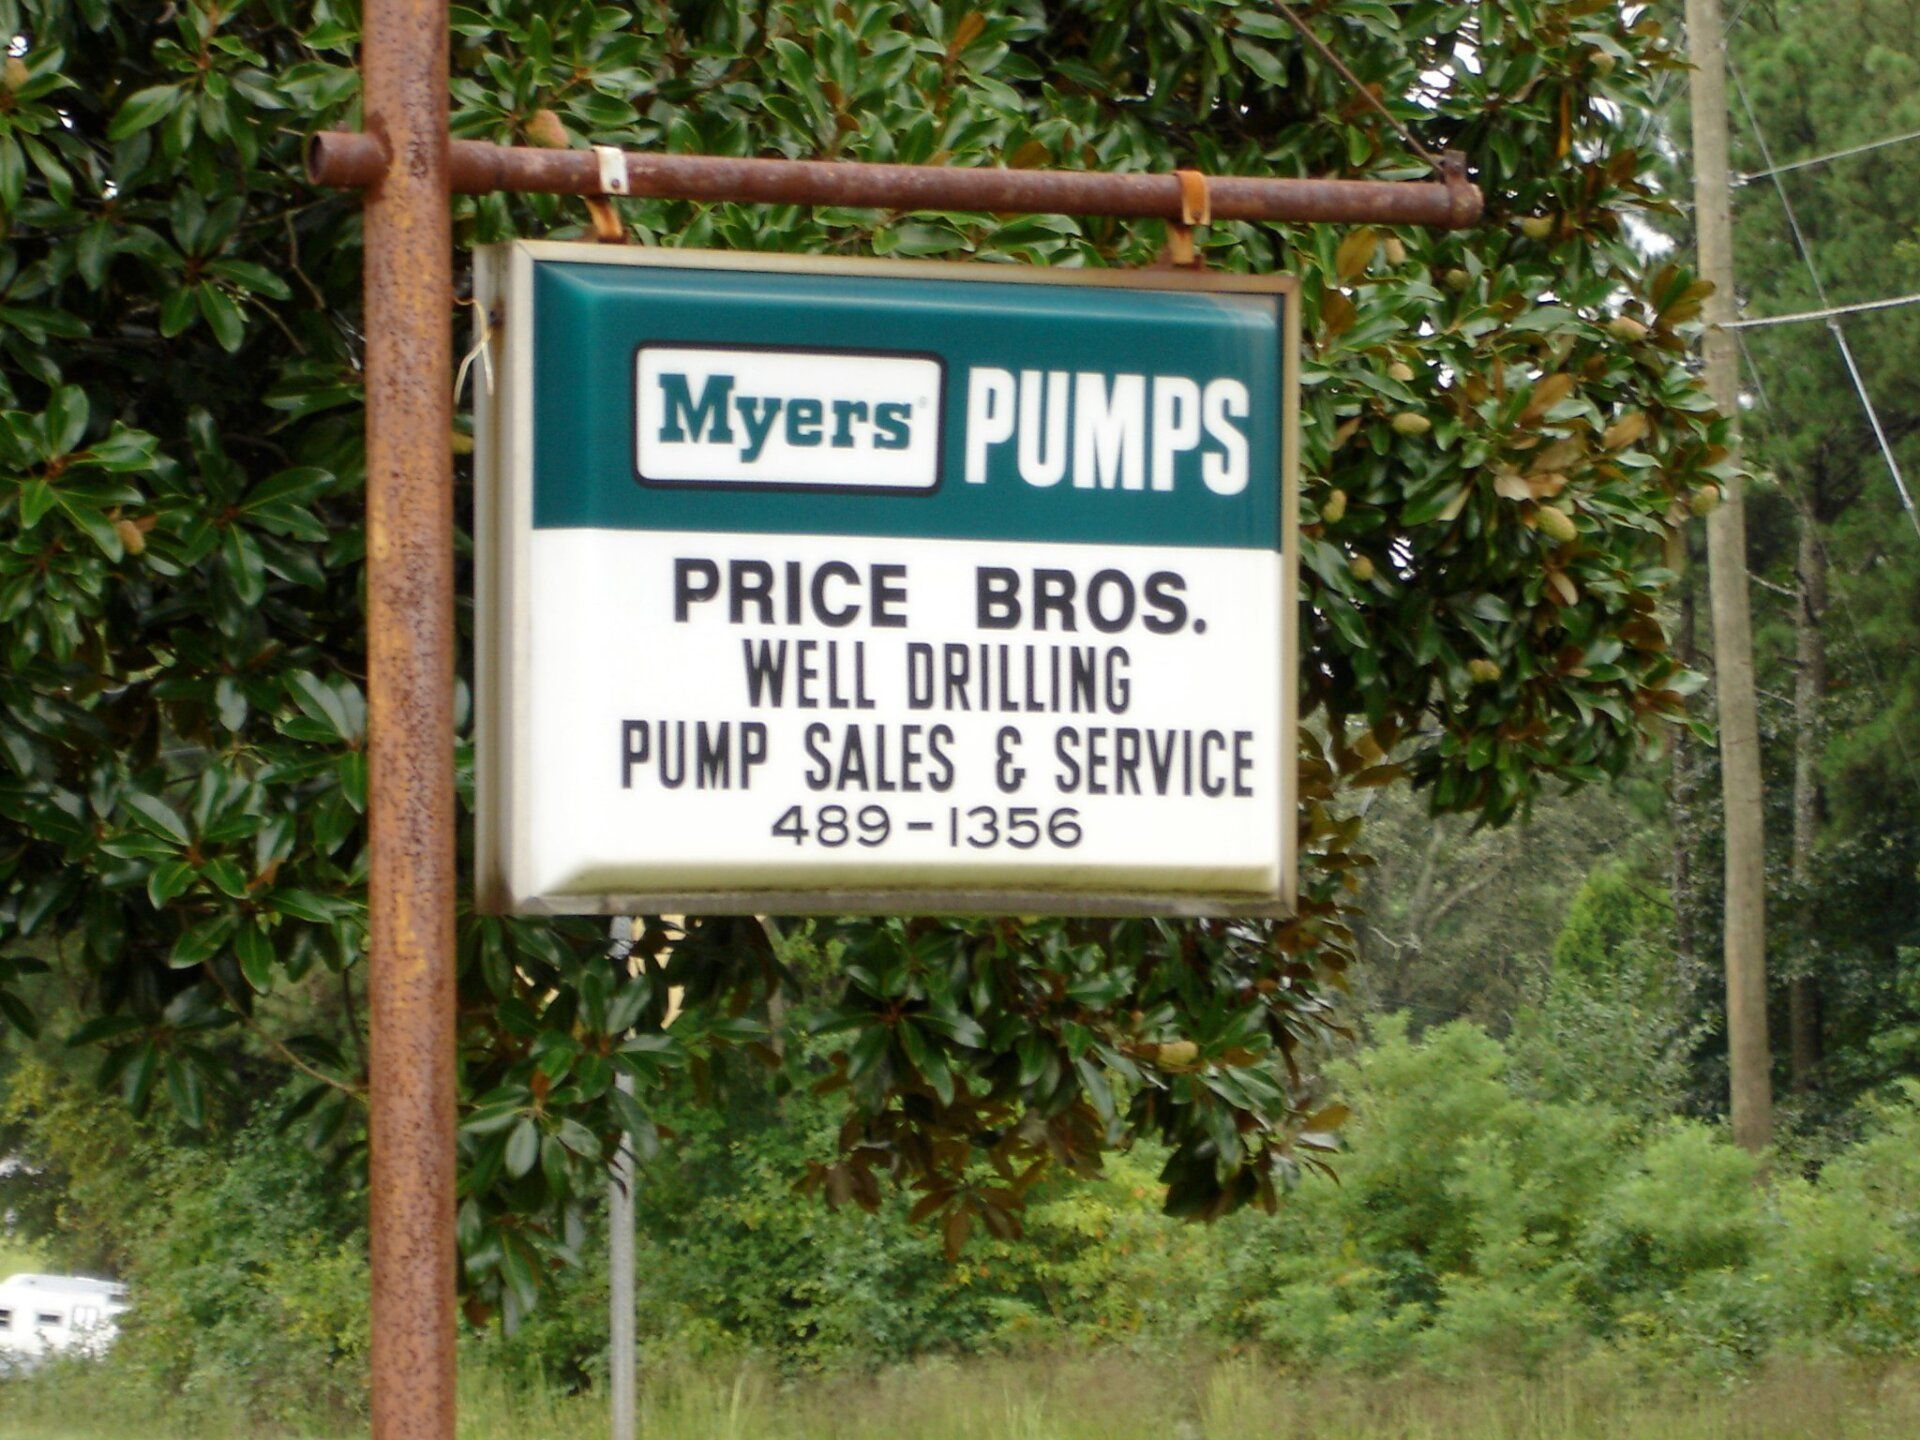 Myers® PUMPS
PRICE BROS.
WELL DRILLING
PUMP SALES & SERVICE
489-1356